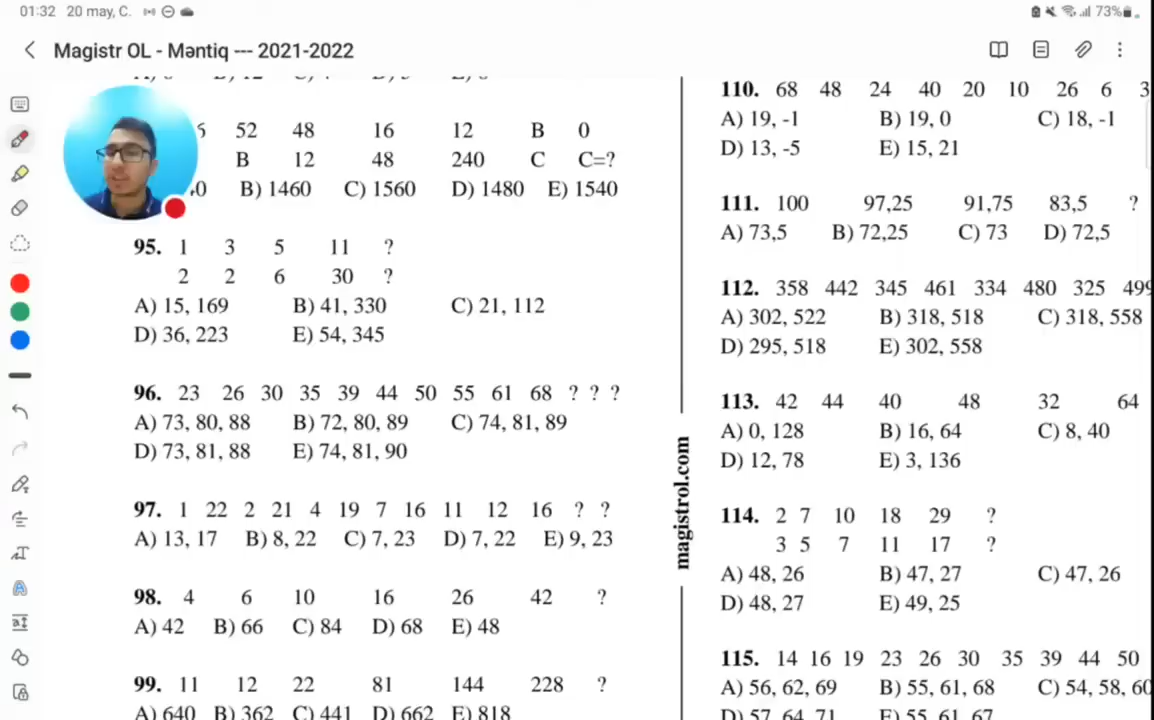 01:32 20 may, C.
73%
Magistr OL - Məntiq --- 2021-2022
52 48 16 12 B 0
B 12 48 240 C C=?
B) 1460 C) 1560 D) 1480 E) 1540
95. 1 3 5 11 ?
2 2 6 30 ?
A) 15, 169 B) 41, 330 C) 21, 112
D) 36, 223 E) 54, 345
96. 23 26 30 35 39 44 50 55 61 68 ? ? ?
A) 73, 80, 88 B) 72, 80, 89 C) 74, 81, 89
D) 73, 81, 88 E) 74, 81, 90
97. 1 22 2 21 4 19 7 16 11 12 16 ? ?
A) 13, 17 B) 8, 22 C) 7, 23 D) 7, 22 E) 9, 23
98. 4 6 10 16 26 42 ?
A) 42 B) 66 C) 84 D) 68 E) 48
99. 11 12 22 81 144 228 ?
A) 640 B) 362 C) 441 D) 662 E) 818
magistrol.com
110. 68 48 24 40 20 10 26 6 3
A) 19, -1 B) 19, 0 C) 18, -1
D) 13, -5 E) 15, 21
111. 100 97,25 91,75 83,5 ?
A) 73,5 B) 72,25 C) 73 D) 72,5
112. 358 442 345 461 334 480 325 499
A) 302, 522 B) 318, 518 C) 318, 558
D) 295, 518 E) 302, 558
113. 42 44 40 48 32 64
A) 0, 128 B) 16, 64 C) 8, 40
D) 12, 78 E) 3, 136
114. 2 7 10 18 29 ?
3 5 7 11 17 ?
A) 48, 26 B) 47, 27 C) 47, 26
D) 48, 27 E) 49, 25
115. 14 16 19 23 26 30 35 39 44 50
A) 56, 62, 69 B) 55, 61, 68 C) 54, 58, 60
D) 57, 64, 71 E) 55, 61, 67